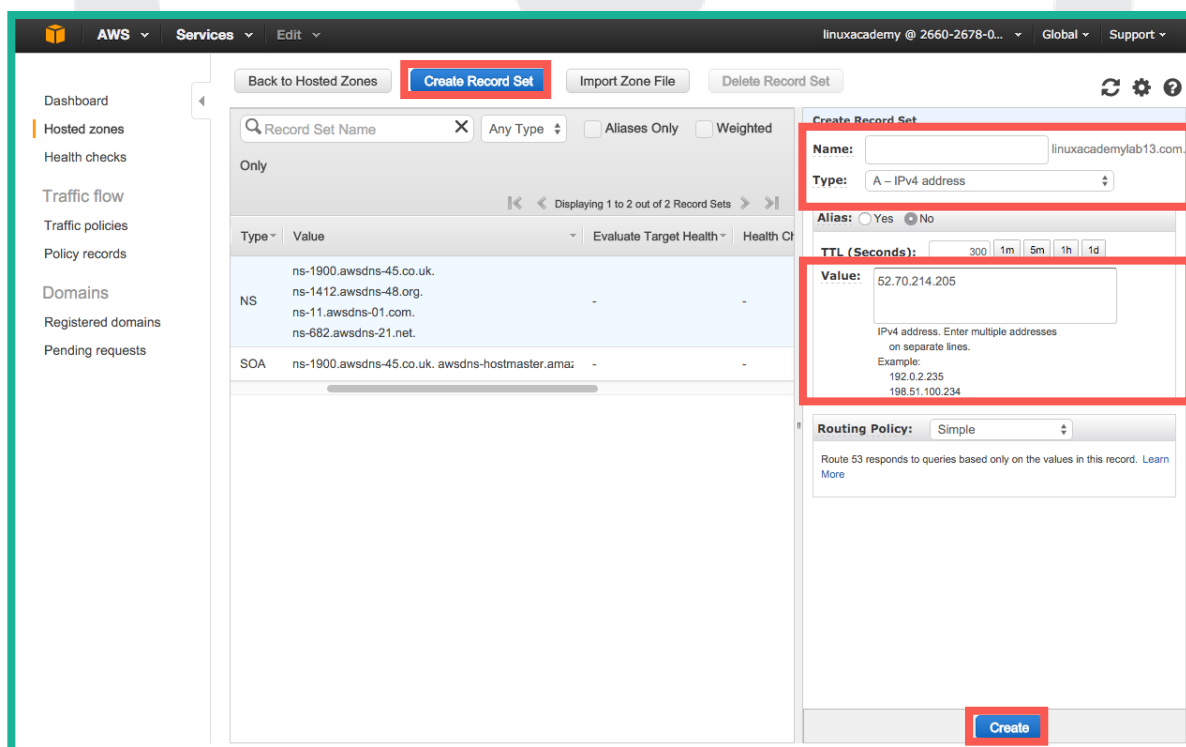 AWS Services Edit linuxacademy @ 2660-2678-0... Global Support
Dashboard
Hosted zones
Health checks
Traffic flow
Traffic policies
Policy records
Domains
Registered domains
Pending requests
Back to Hosted Zones Create Record Set Import Zone File Delete Record Set
Record Set Name X Any Type Aliases Only Weighted
Only
Displaying 1 to 2 out of 2 Record Sets
Type Value Evaluate Target Health Health Ch
NS
ns-1900.awsdns-45.co.uk.
ns-1412.awsdns-48.org.
ns-11.awsdns-01.com.
ns-682.awsdns-21.net.
- -
SOA ns-1900.awsdns-45.co.uk. awsdns-hostmaster.amaz - -
Create Record Set
Name: linuxacademylab13.com.
Type: A – IPv4 address
Alias: Yes No
TTL (Seconds): 300 1m 5m 1h 1d
Value: 52.70.214.205
IPv4 address. Enter multiple addresses
on separate lines.
Example:
192.0.2.235
198.51.100.234
Routing Policy: Simple
Route 53 responds to queries based only on the values in this record. Learn
More
Create